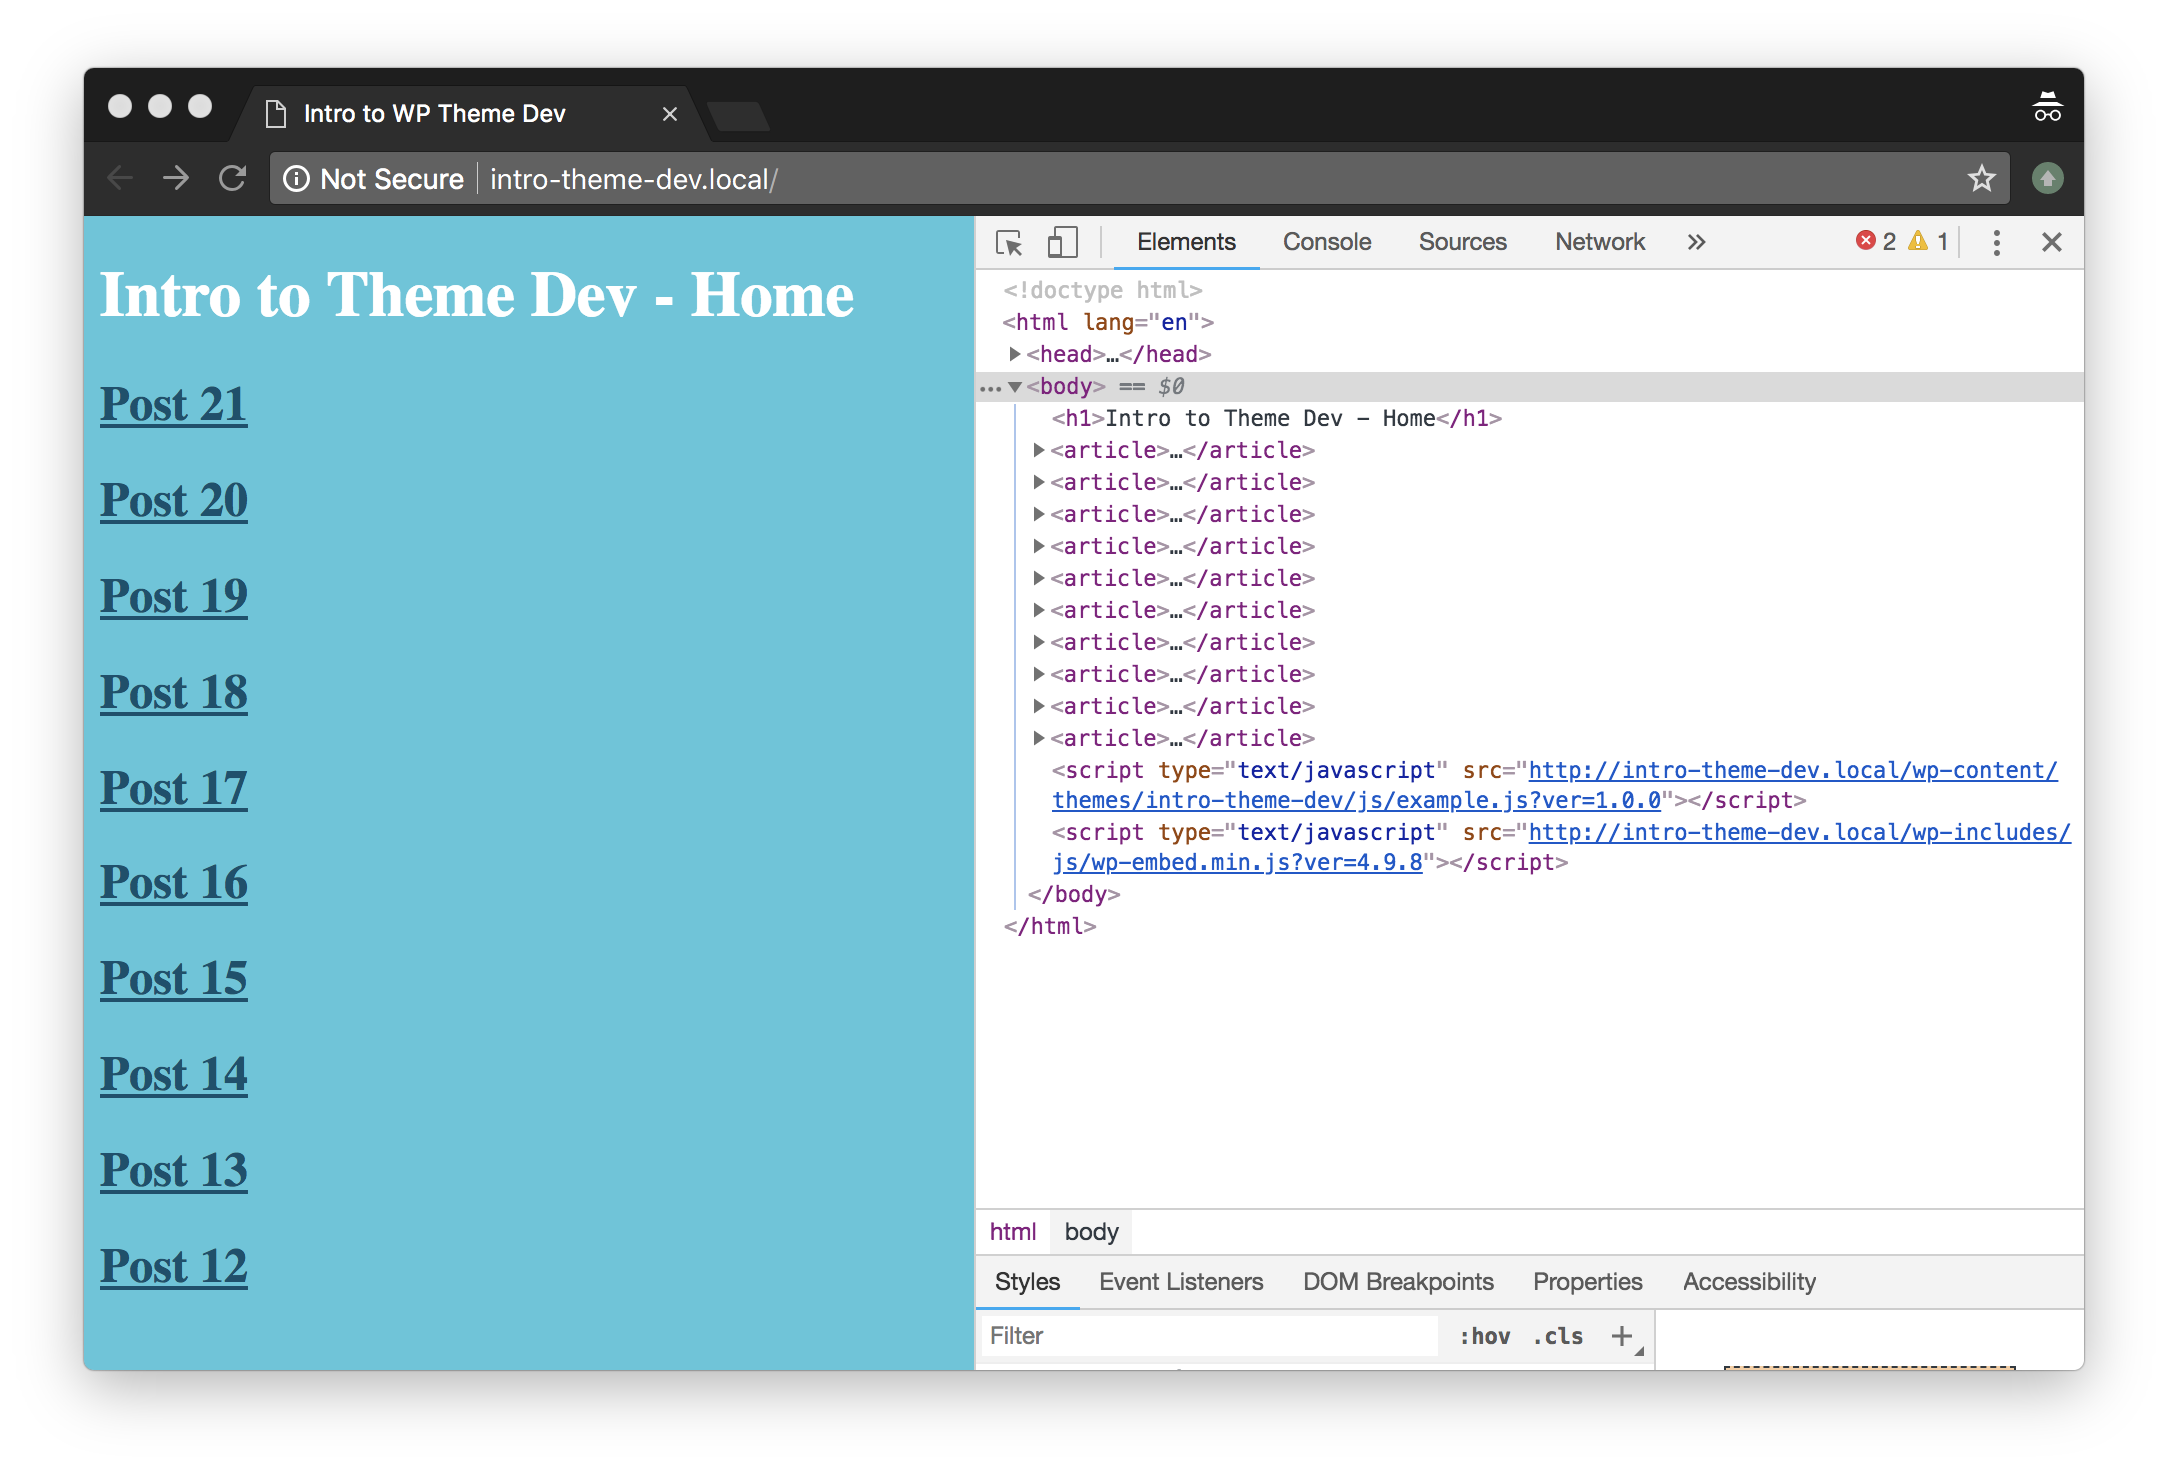 Intro to WP Theme Dev
Not Secure intro-theme-dev.local/
Intro to Theme Dev - Home
Post 21
Post 20
Post 19
Post 18
Post 17
Post 16
Post 15
Post 14
Post 13
Post 12
Elements Console Sources Network » 2 1
<!doctype html>
<html lang="en">
<head>…</head>
… <body> == $0
<h1>Intro to Theme Dev – Home</h1>
<article>…</article>
<article>…</article>
<article>…</article>
<article>…</article>
<article>…</article>
<article>…</article>
<article>…</article>
<article>…</article>
<article>…</article>
<article>…</article>
<script type="text/javascript" src="http://intro-theme-dev.local/wp-content/
themes/intro-theme-dev/js/example.js?ver=1.0.0"></script>
<script type="text/javascript" src="http://intro-theme-dev.local/wp-includes/
js/wp-embed.min.js?ver=4.9.8"></script>
</body>
</html>
html body
Styles Event Listeners DOM Breakpoints Properties Accessibility
Filter :hov .cls +